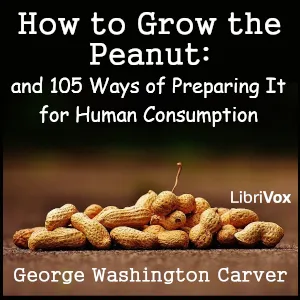 How to Grow the
Peanut:
and 105 Ways of Preparing It
for Human Consumption
LibriVox
George Washington Carver